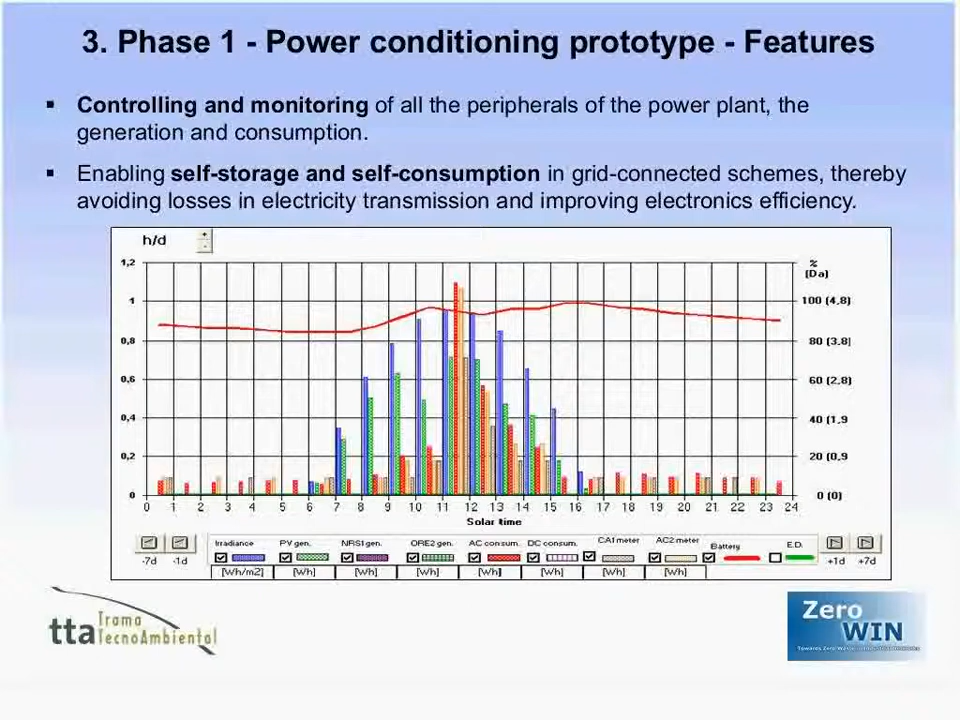 3. Phase 1 - Power conditioning prototype - Features
▪ Controlling and monitoring of all the peripherals of the power plant, the
generation and consumption.
▪ Enabling self-storage and self-consumption in grid-connected schemes, thereby
avoiding losses in electricity transmission and improving electronics efficiency.
h/d + -
1,2 % [Da]
1 100 (4,8)
0,8 80 (3,8)
0,6 60 (2,8)
0,4 40 (1,9
0,2 20 (0,9
0 0 (0)
0 1 2 3 4 5 6 7 8 9 10 11 12 13 14 15 16 17 18 19 20 21 22 23 24
Solar time
Irradiance PV gen. NRS1gen. ORE2 gen. AC consum. DC consum. CA1 meter AC2 meter Battery E.D.
-7d -1d +1d +7d
[Wh/m2] [Wh] [Wh] [Wh] [Wh] [Wh] [Wh] [Wh]
tta Trama
TecnoAmbiental
Zero
WIN